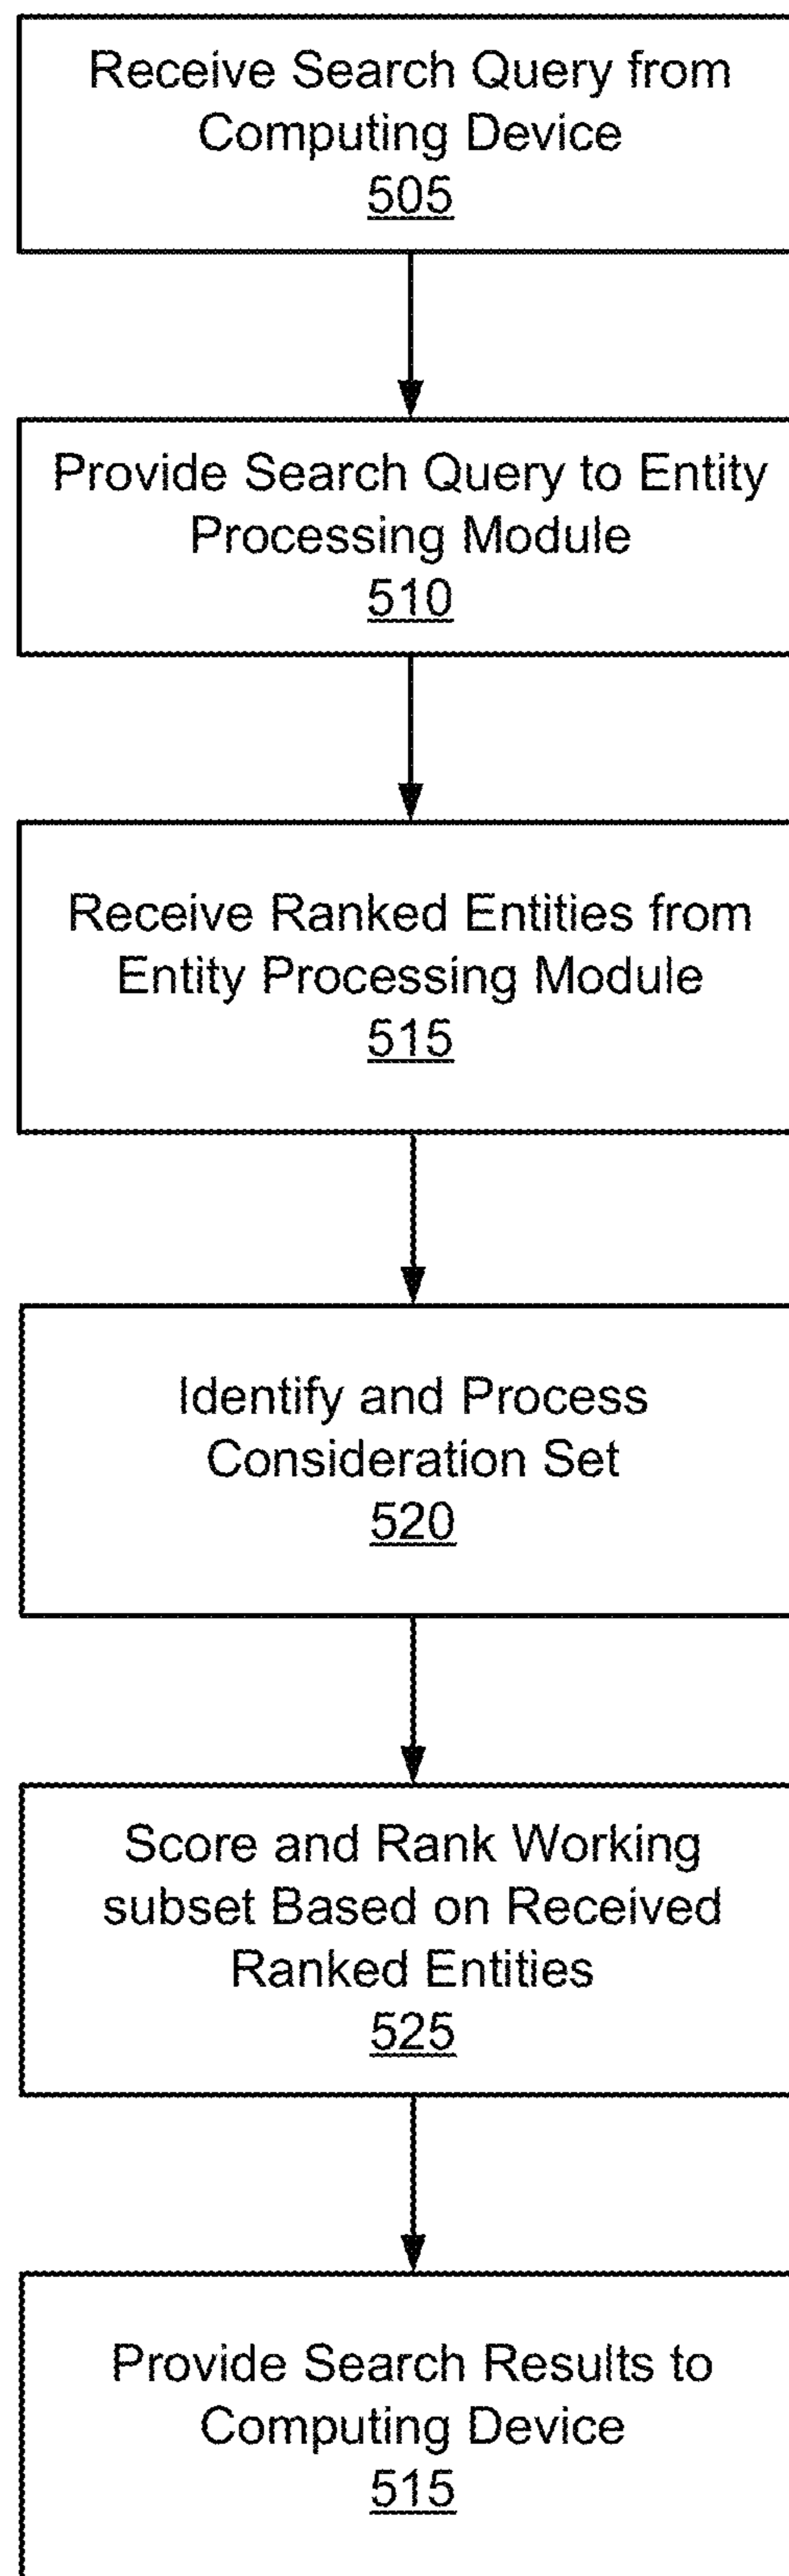 Receive Search Query from
Computing Device
505
Provide Search Query to Entity
Processing Module
510
Receive Ranked Entities from
Entity Processing Module
515
Identify and Process
Consideration Set
520
Score and Rank Working
subset Based on Received
Ranked Entities
525
Provide Search Results to
Computing Device
515